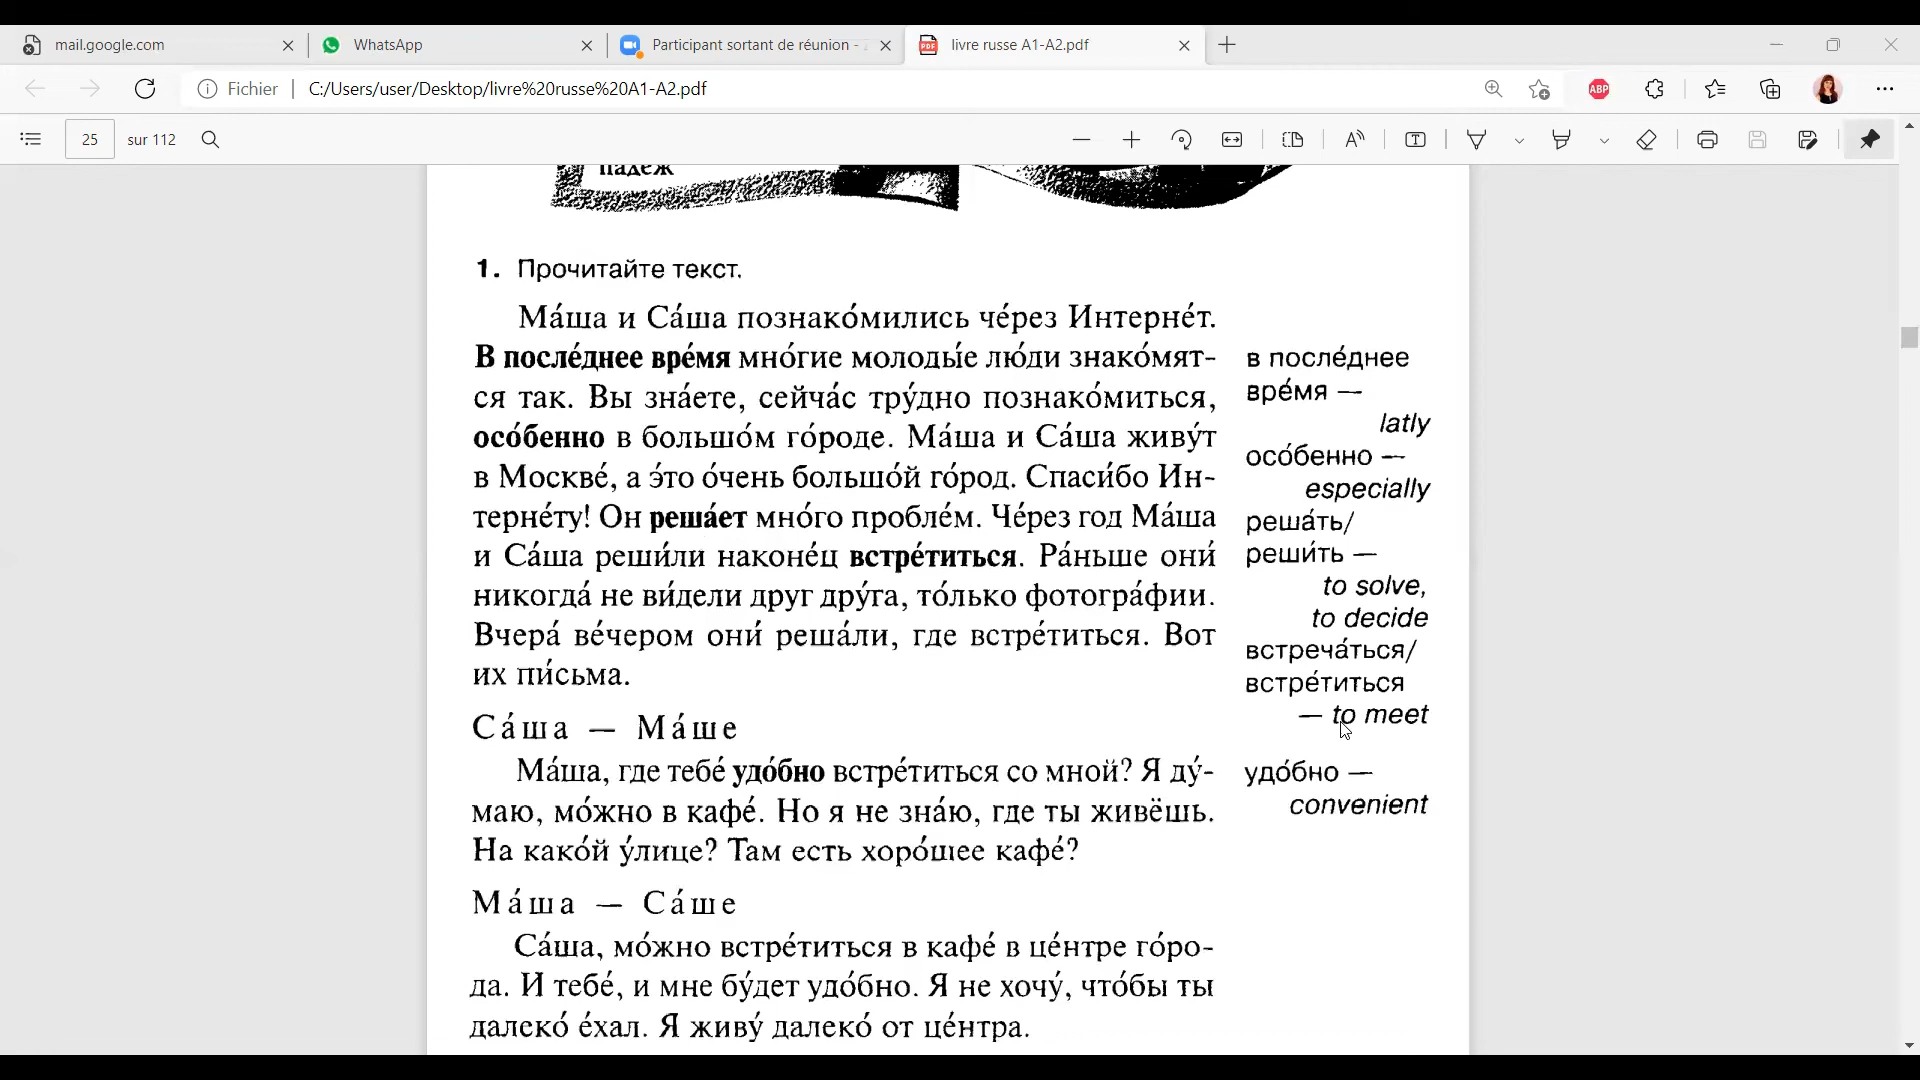 mail.google.com
WhatsApp
Participant sortant de réunion -
livre russe A1-A2.pdf
Fichier
C:/Users/user/Desktop/livre%20russe%20A1-A2.pdf
ABP
25 sur 112
падеж
1. Прочитайте текст.
Ма́ша и Са́ша познако́мились че́рез Интерне́т.
В после́днее вре́мя мно́гие молоды́е лю́ди знако́мят-
ся так. Вы зна́ете, сейча́с тру́дно познако́миться,
осо́бенно в большо́м го́роде. Ма́ша и Са́ша живу́т
в Москве́, а э́то о́чень большо́й го́род. Спаси́бо Ин-
терне́ту! Он реша́ет мно́го пробле́м. Че́рез год Ма́ша
и Са́ша реши́ли наконе́ц встре́титься. Ра́ньше они́
никогда́ не ви́дели друг дру́га, то́лько фотогра́фии.
Вчера́ ве́чером они́ реша́ли, где встре́титься. Вот
их пи́сьма.
в после́днее
вре́мя —
latly
осо́бенно —
especially
реша́ть/
реши́ть —
to solve,
to decide
встреча́ться/
встре́титься
— to meet
Са́ша — Ма́ше
Ма́ша, где тебе́ удо́бно встре́титься со мной? Я ду́-
маю, мо́жно в кафе́. Но я не зна́ю, где ты живёшь.
На како́й у́лице? Там есть хоро́шее кафе́?
удо́бно —
convenient
Ма́ша — Са́ше
Са́ша, мо́жно встре́титься в кафе́ в це́нтре го́ро-
да. И тебе́, и мне бу́дет удо́бно. Я не хочу́, что́бы ты
далеко́ е́хал. Я живу́ далеко́ от це́нтра.